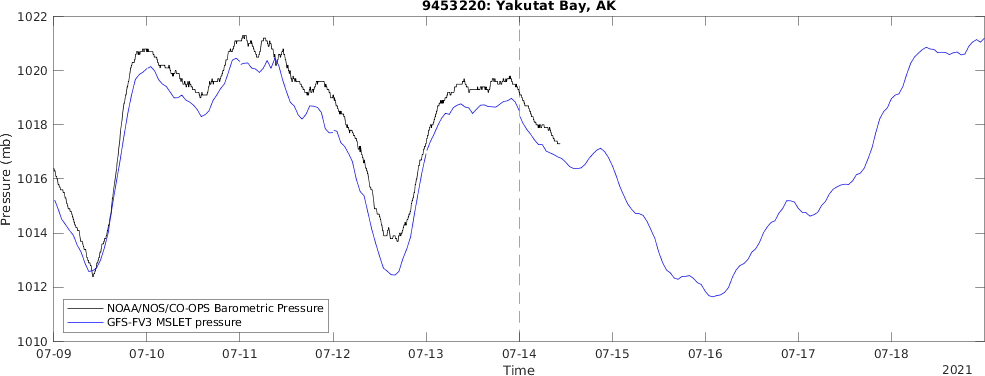 9453220: Yakutat Bay, AK
Pressure (mb)
1022
1020
1018
1016
1014
1012
1010
NOAA/NOS/CO-OPS Barometric Pressure
GFS-FV3 MSLET pressure
07-09 07-10 07-11 07-12 07-13 07-14 07-15 07-16 07-17 07-18
Time
2021